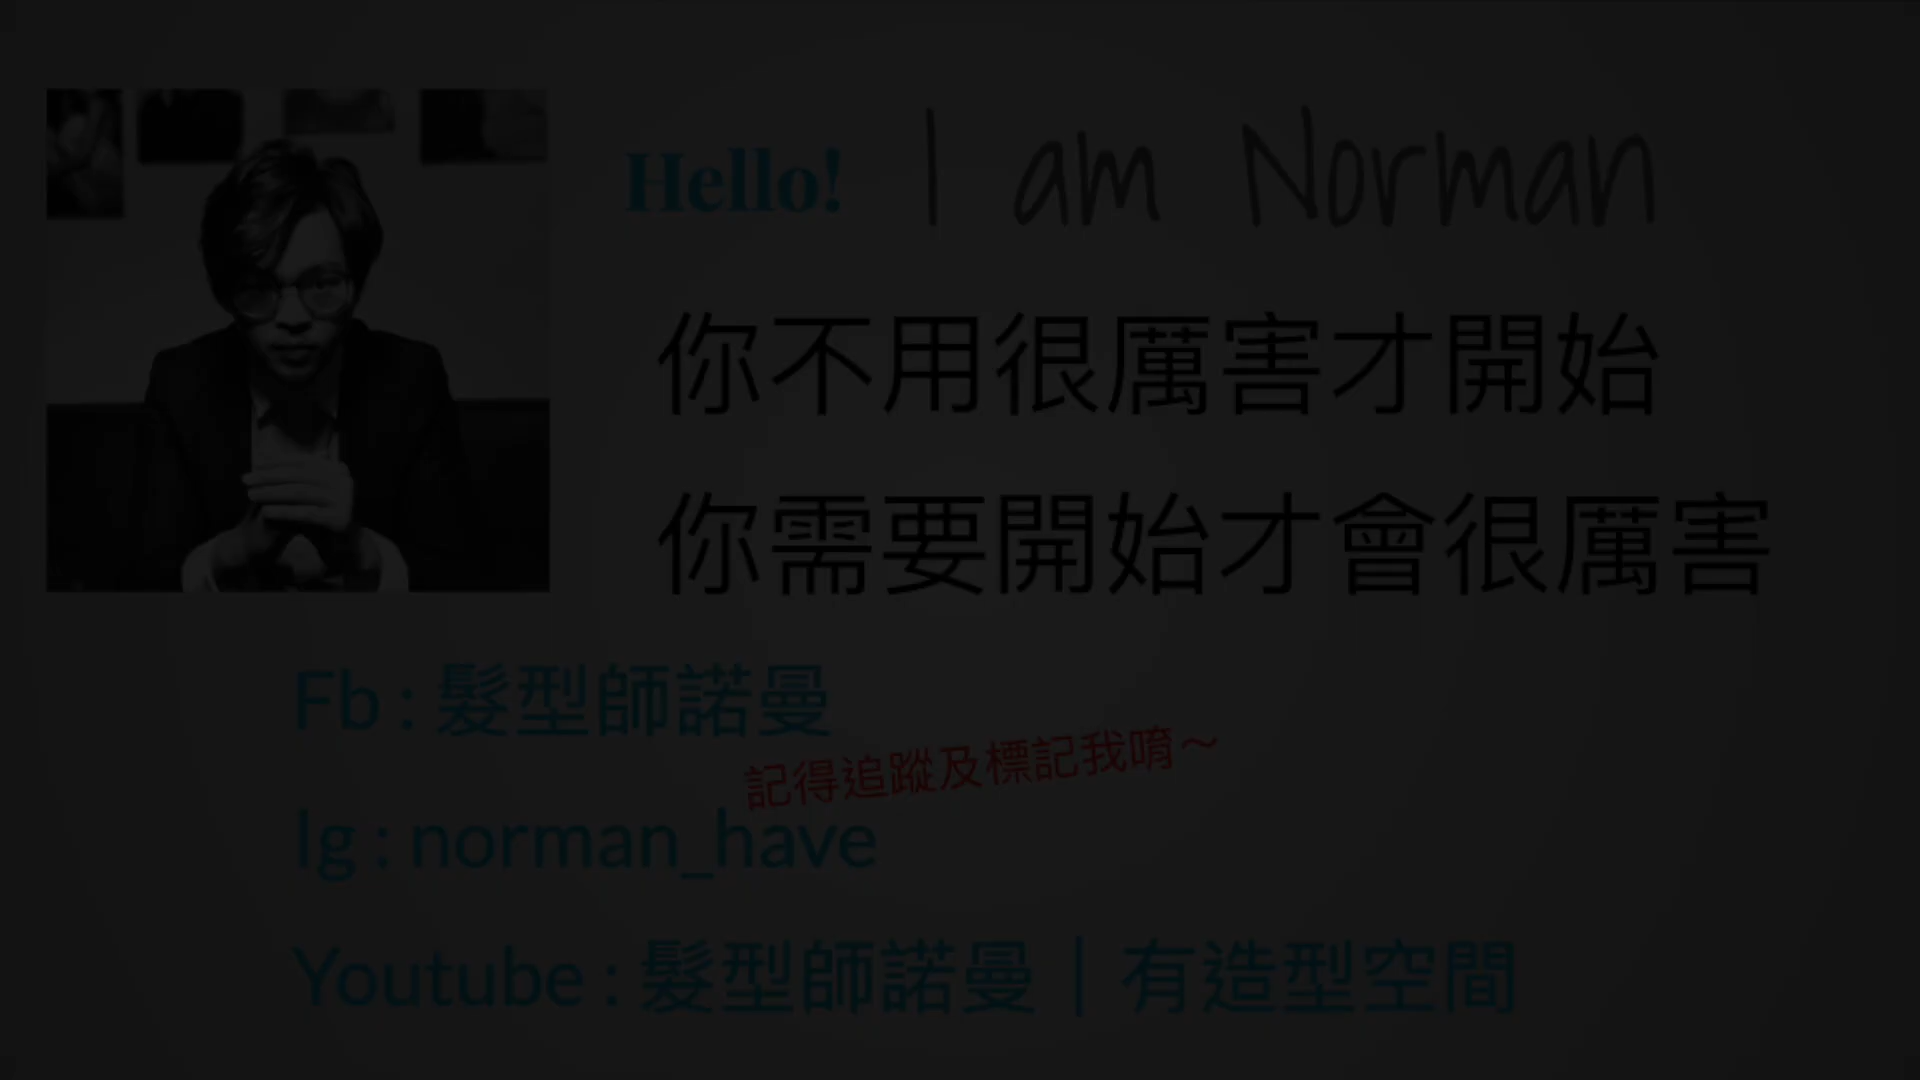 Hello! I am Norman
你不用很厲害才開始
你需要開始才會很厲害
Fb : 髮型師諾曼
記得追蹤及標記我唷～
Ig : norman_have
Youtube : 髮型師諾曼｜有造型空間